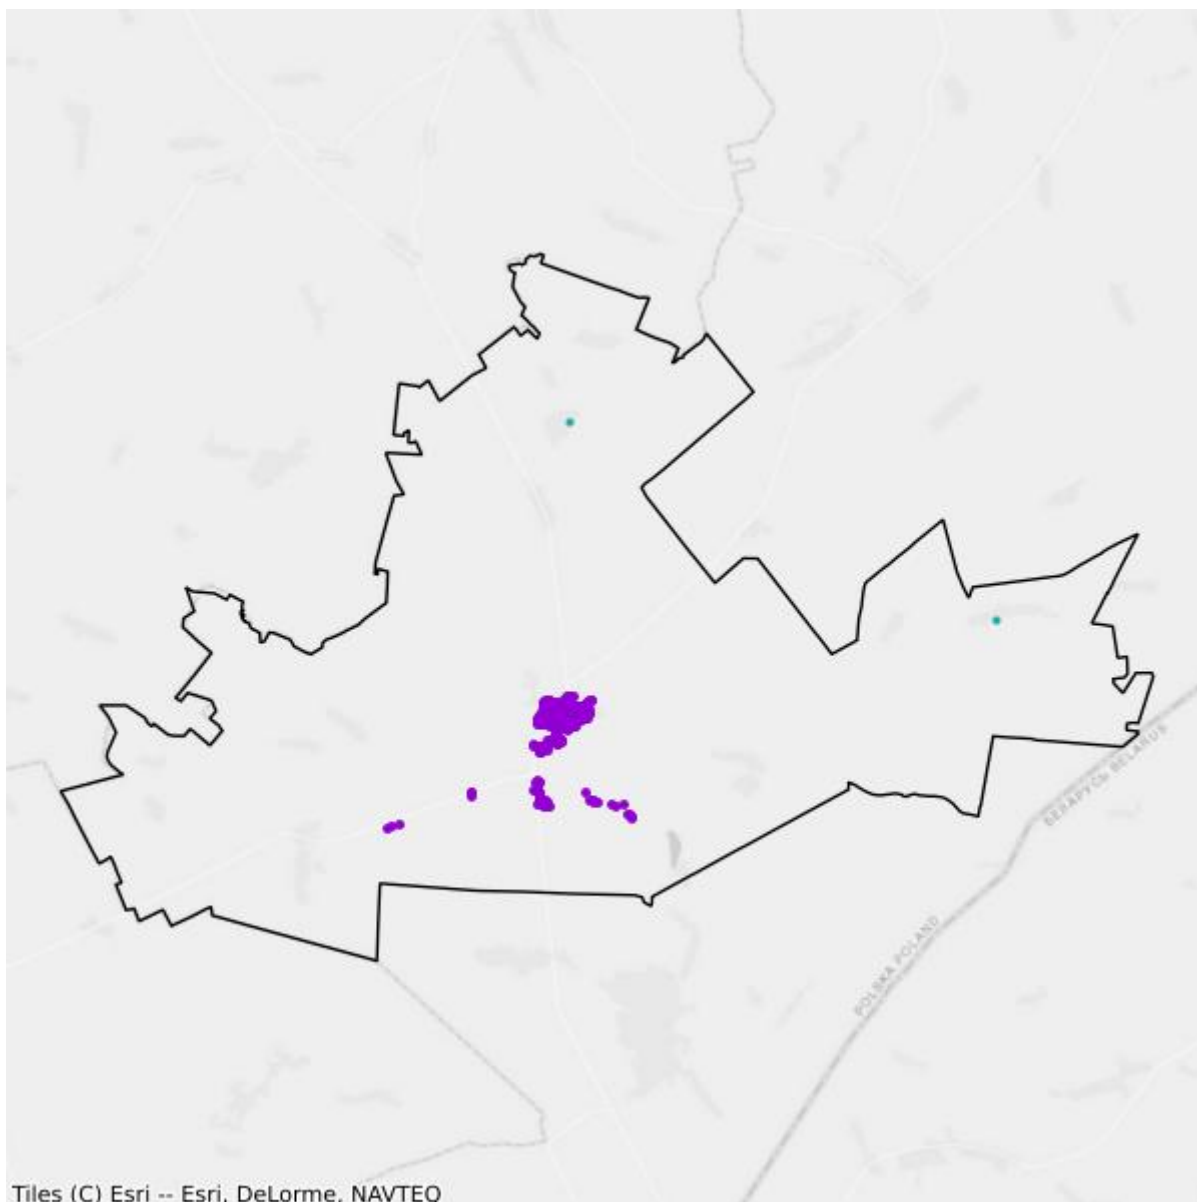 БЕЛАРУСЬ BELARUS
POLSKA POLAND
Tiles (C) Esri -- Esri, DeLorme, NAVTEQ